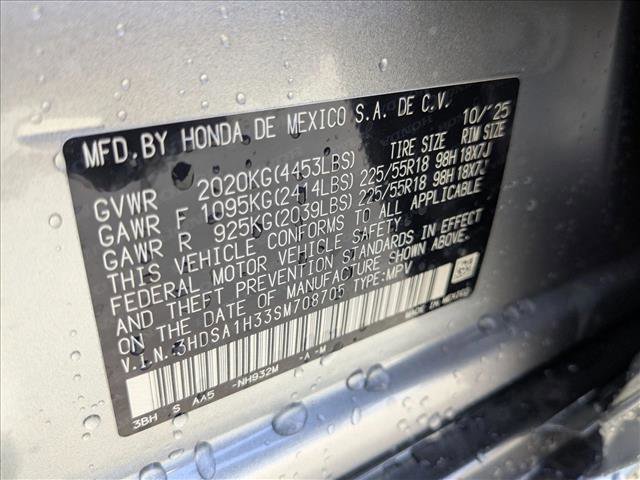 MFD. BY HONDA DE MEXICO S.A. DE C.V. 10/'25
TIRE SIZE RIM SIZE
GVWR 2020KG(4453LBS)
GAWR F 1095KG(2414LBS) 225/55R18 98H 18X7J
GAWR R 925KG(2039LBS) 225/55R18 98H 18X7J
THIS VEHICLE CONFORMS TO ALL APPLICABLE
FEDERAL MOTOR VEHICLE SAFETY
AND THEFT PREVENTION STANDARDS IN EFFECT
ON THE DATE OF MANUFACTURE SHOWN ABOVE.
V.I.N. 3HDSA1H33SM708705 TYPE: MPV
MADE IN MEXICO
3BH S AA5 -NH932M -A -M